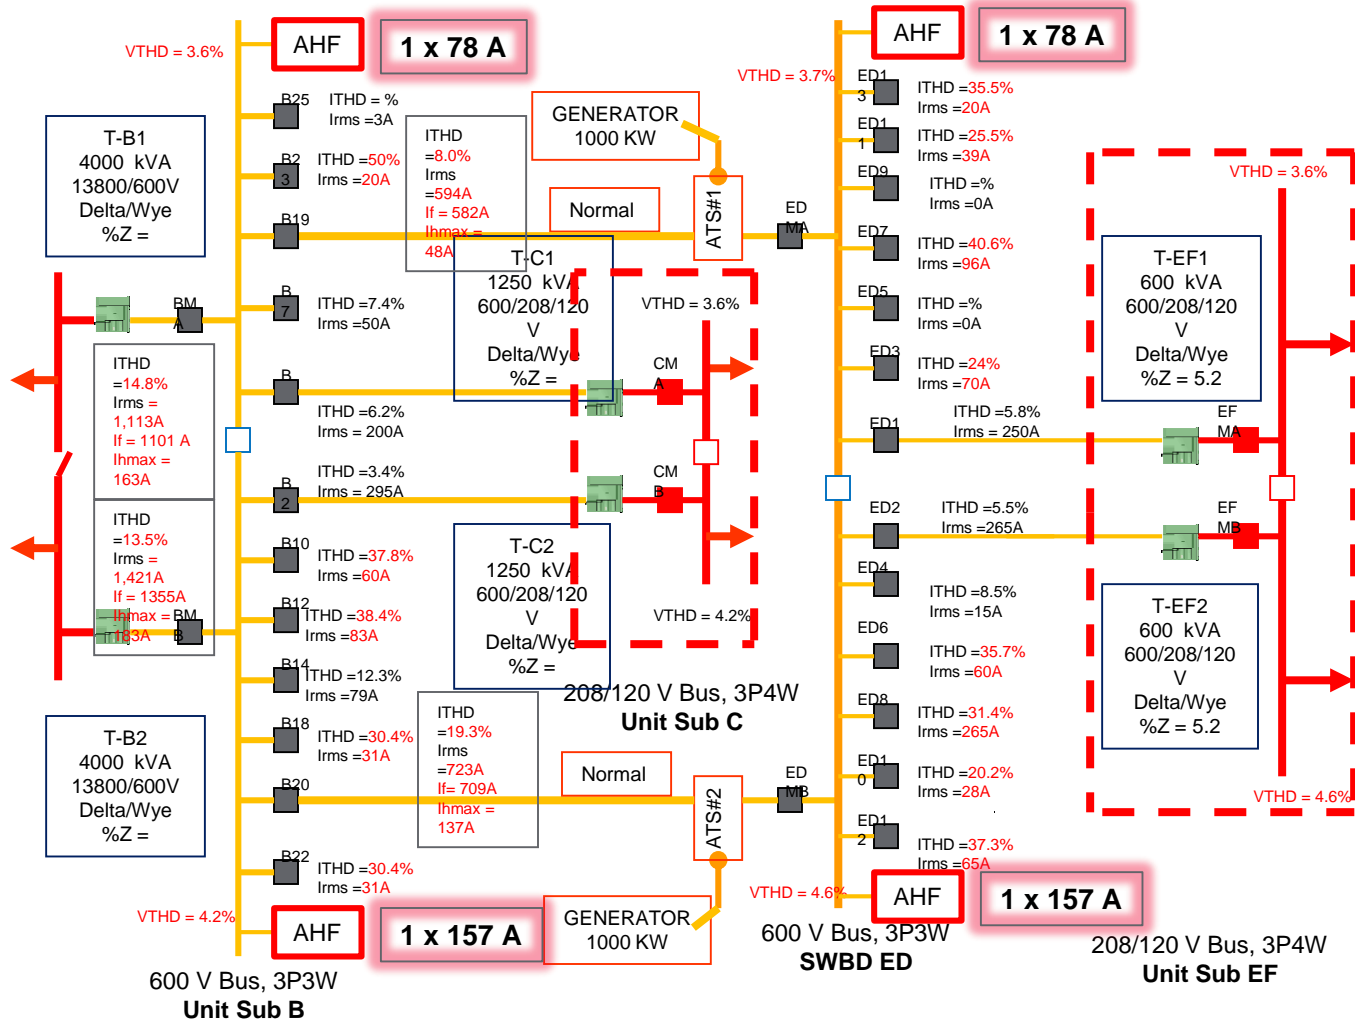 AHF
1 x 78 A
VTHD = 3.6%
B25
ITHD = %
Irms =3A
B2
3
ITHD =50%
Irms =20A
B19
T-B1
4000 kVA
13800/600V
Delta/Wye
%Z =
ITHD
=8.0%
Irms
=594A
If = 582A
Ihmax =
48A
GENERATOR
1000 KW
Normal
ATS#1
ED
MA
BM
A
B
7
ITHD =7.4%
Irms =50A
T-C1
1250 kVA
600/208/120
V
Delta/Wye
%Z =
VTHD = 3.6%
CM
A
ITHD
=14.8%
Irms =
1,113A
If = 1101 A
Ihmax =
163A
B
ITHD =6.2%
Irms = 200A
ITHD =3.4%
Irms = 295A
B
2
CM
B
ITHD
=13.5%
Irms =
1,421A
If = 1355A
Ihmax =
183A
BM
B
B10
ITHD =37.8%
Irms =60A
B12
ITHD =38.4%
Irms =83A
B14
ITHD =12.3%
Irms =79A
T-C2
1250 kVA
600/208/120
V
Delta/Wye
%Z =
VTHD =4.2%
208/120 V Bus, 3P4W
Unit Sub C
B18
ITHD =30.4%
Irms =31A
B20
T-B2
4000 kVA
13800/600V
Delta/Wye
%Z =
ITHD
=19.3%
Irms
=723A
If= 709A
Ihmax =
137A
Normal
ATS#2
ED
MB
B22
ITHD =30.4%
Irms =31A
VTHD = 4.2%
AHF
1 x 157 A
GENERATOR
1000 KW
600 V Bus, 3P3W
Unit Sub B
AHF
1 x 78 A
VTHD = 3.7%
ED1
3
ITHD =35.5%
Irms =20A
ED1
1
ITHD =25.5%
Irms =39A
ED9
ITHD =%
Irms =0A
ED7
ITHD =40.6%
Irms =96A
ED5
ITHD =%
Irms =0A
ED3
ITHD =24%
Irms =70A
ED1
ITHD =5.8%
Irms = 250A
ED2
ITHD =5.5%
Irms =265A
ED4
ITHD =8.5%
Irms =15A
ED6
ITHD =35.7%
Irms =60A
ED8
ITHD =31.4%
Irms =265A
ED1
0
ITHD =20.2%
Irms =28A
ED1
2
ITHD =37.3%
Irms =65A
VTHD = 4.6%
AHF
1 x 157 A
600 V Bus, 3P3W
SWBD ED
VTHD = 3.6%
T-EF1
600 kVA
600/208/120
V
Delta/Wye
%Z = 5.2
EF
MA
EF
MB
T-EF2
600 kVA
600/208/120
V
Delta/Wye
%Z = 5.2
VTHD = 4.6%
208/120 V Bus, 3P4W
Unit Sub EF